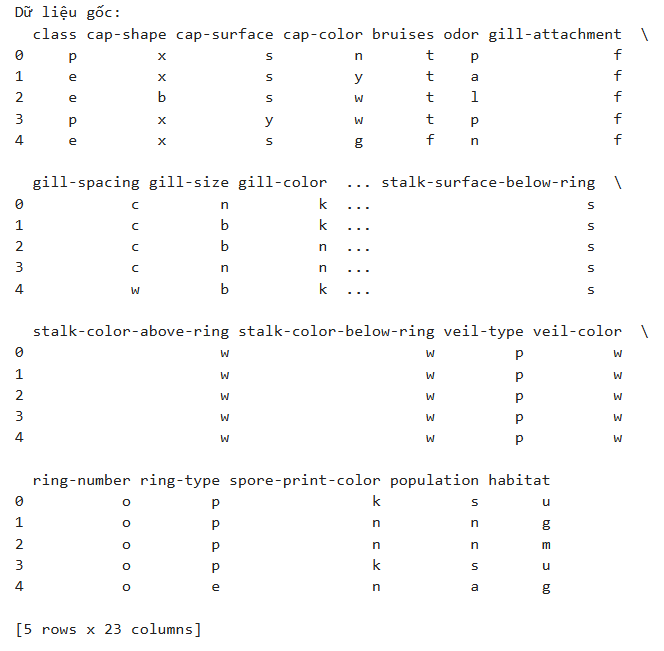 Dữ liệu gốc:
class cap-shape cap-surface cap-color bruises odor gill-attachment \
0 p x s n t p f
1 e x s y t a f
2 e b s w t l f
3 p x y w t p f
4 e x s g f n f
gill-spacing gill-size gill-color ... stalk-surface-below-ring \
0 c n k ... s
1 c b k ... s
2 c b n ... s
3 c n n ... s
4 w b k ... s
stalk-color-above-ring stalk-color-below-ring veil-type veil-color \
0 w w p w
1 w w p w
2 w w p w
3 w w p w
4 w w p w
ring-number ring-type spore-print-color population habitat
0 o p k s u
1 o p n n g
2 o p n n m
3 o p k s u
4 o e n a g
[5 rows x 23 columns]